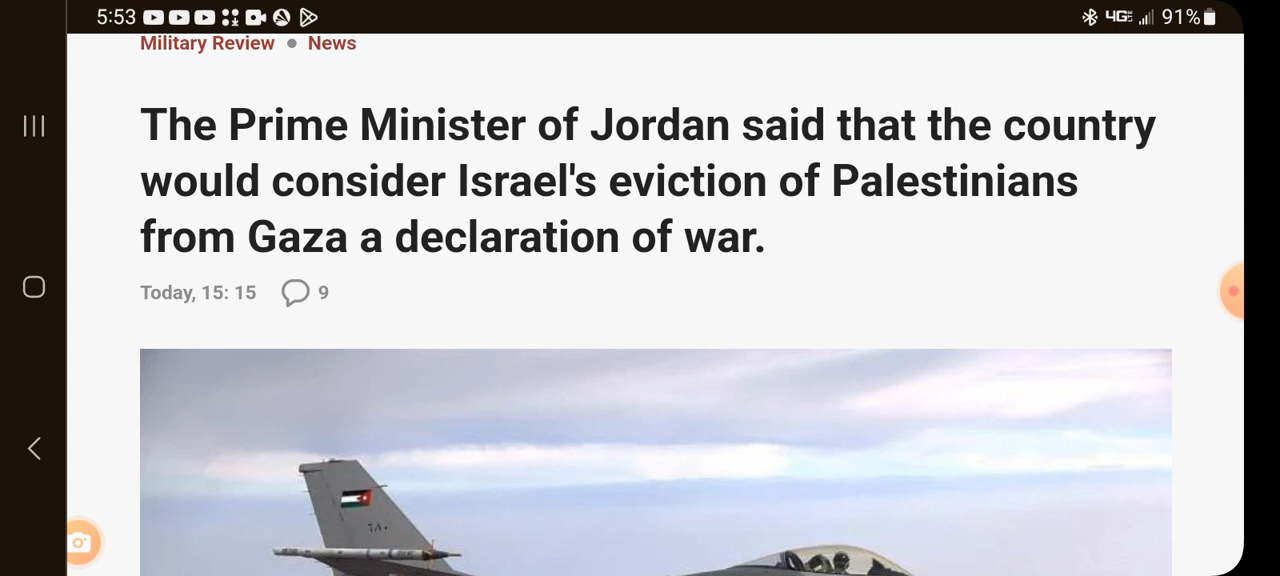 5:53 4G 91%
Military Review • News
The Prime Minister of Jordan said that the country
would consider Israel's eviction of Palestinians
from Gaza a declaration of war.
Today, 15: 15 9